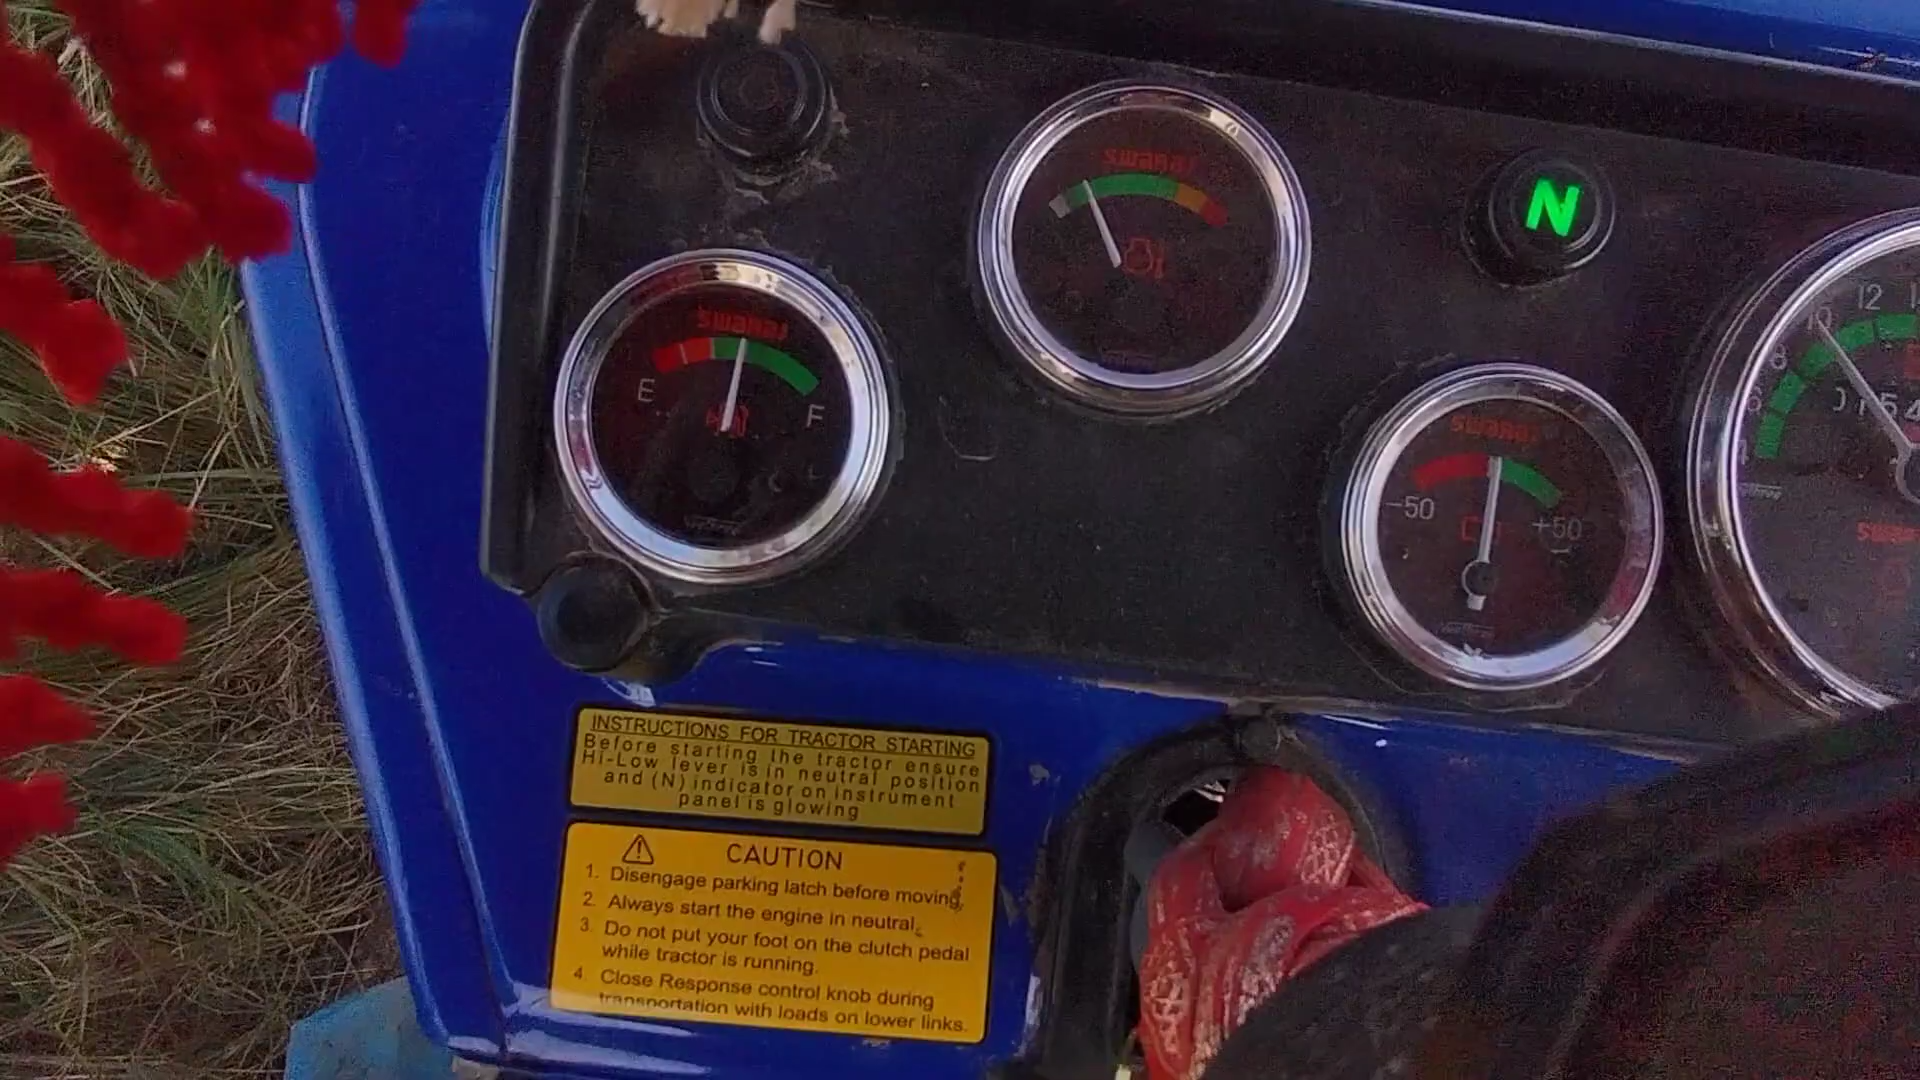 swaraj
N
swaraj
E
F
swaraj
-50
+50
12
10
8
6
4
INSTRUCTIONS FOR TRACTOR STARTING
Before starting the tractor ensure
Hi-Low lever is in neutral position
and (N) indicator on instrument
panel is glowing
CAUTION
1. Disengage parking latch before moving.
2. Always start the engine in neutral.
3. Do not put your foot on the clutch pedal
while tractor is running.
4. Close Response control knob during
transportation with loads on lower links.